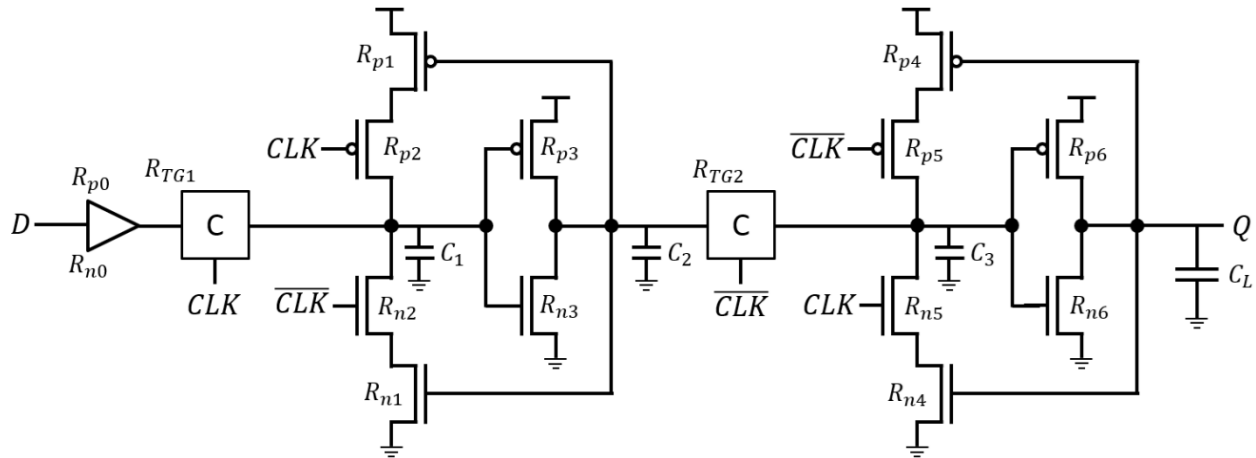 $R_{p1}$
$R_{p4}$
$CLK$
$R_{p2}$
$R_{p3}$
$\overline{CLK}$
$R_{p5}$
$R_{p6}$
$R_{p0}$
$R_{TG1}$
$R_{TG2}$
$D$
C
$C_1$
$C_2$
C
$C_3$
$Q$
$R_{n0}$
$CLK$
$\overline{CLK}$
$R_{n2}$
$R_{n3}$
$\overline{CLK}$
$CLK$
$R_{n5}$
$R_{n6}$
$C_L$
$R_{n1}$
$R_{n4}$